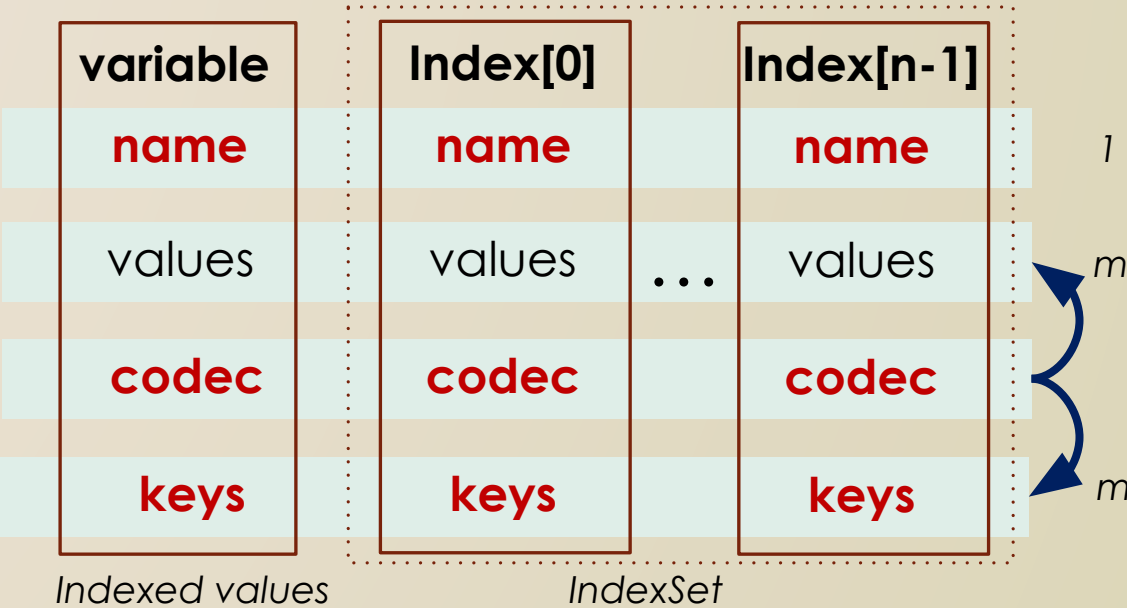 variable Index[0] Index[n-1]
name name name 1
values values ... values m
codec codec codec
keys keys keys m
Indexed values IndexSet